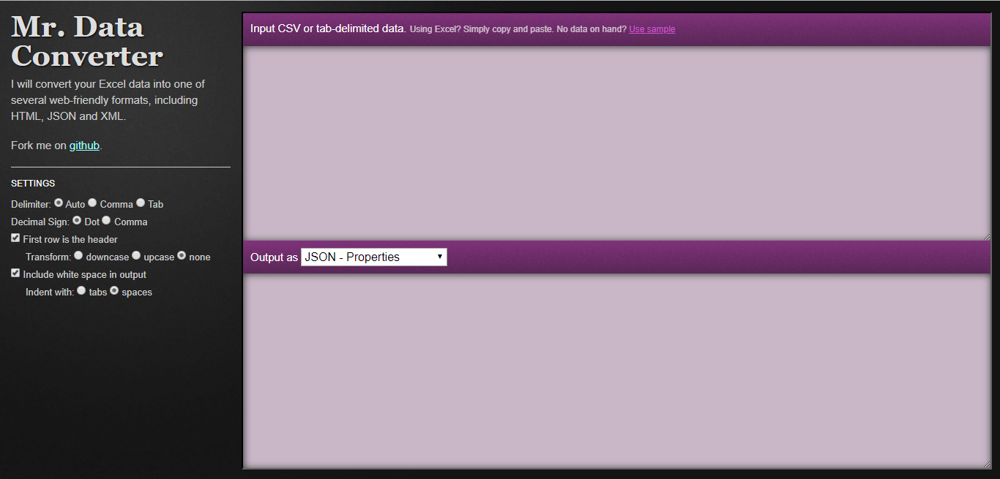 Mr. Data
Converter
I will convert your Excel data into one of
several web-friendly formats, including
HTML, JSON and XML.
Fork me on github.
SETTINGS
Delimiter: Auto Comma Tab
Decimal Sign: Dot Comma
First row is the header
Transform: downcase upcase none
Include white space in output
Indent with: tabs spaces
Input CSV or tab-delimited data. Using Excel? Simply copy and paste. No data on hand? Use sample
Output as JSON - Properties